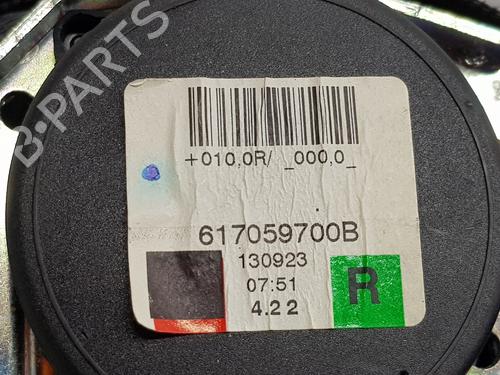 B-PARTS
+010,0R/ _000,0_
617059700B
130923
07:51
4.2 2
R